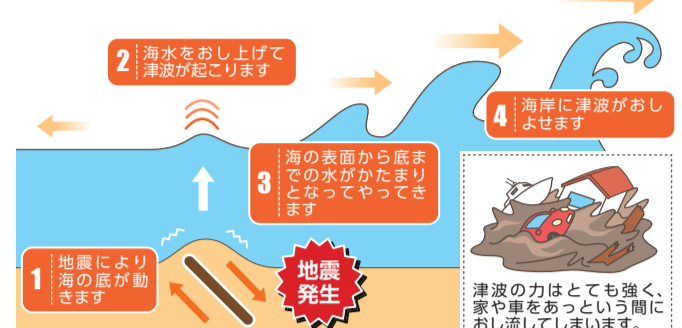 2
海水をおし上げて
津波が起こります
4
海岸に津波がおし
よせます
3
海の表面から底ま
での水がかたまり
となってやってき
ます
1
地震により
海の底が動
きます
地震
発生
津波の力はとても強く、
家や車をあっという間に
おし流してしまいます。